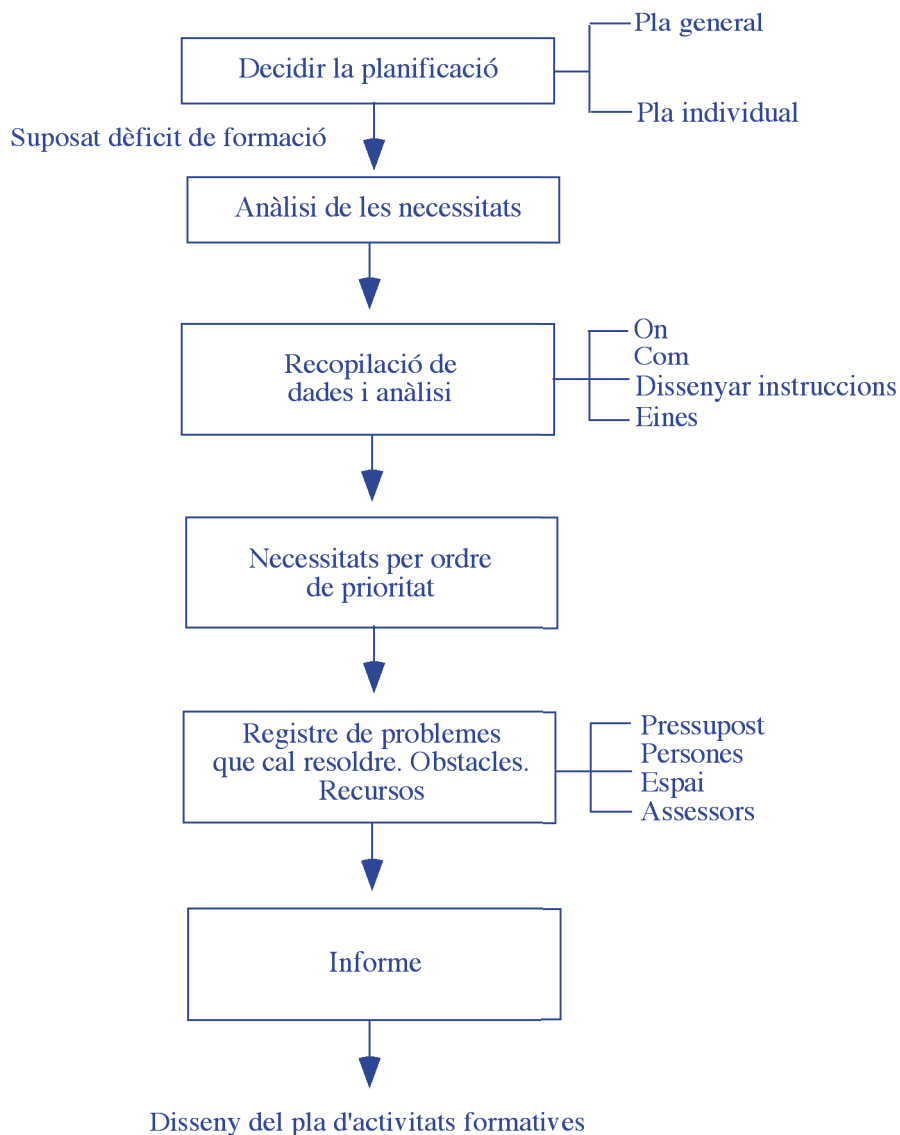 Pla general
Decidir la planificació
Pla individual
Suposat dèficit de formació
Anàlisi de les necessitats
On
Com
Recopilació de
dades i anàlisi
Dissenyar instruccions
Eines
Necessitats per ordre
de prioritat
Registre de problemes
que cal resoldre. Obstacles.
Recursos
Pressupost
Persones
Espai
Assessors
Informe
Disseny del pla d'activitats formatives